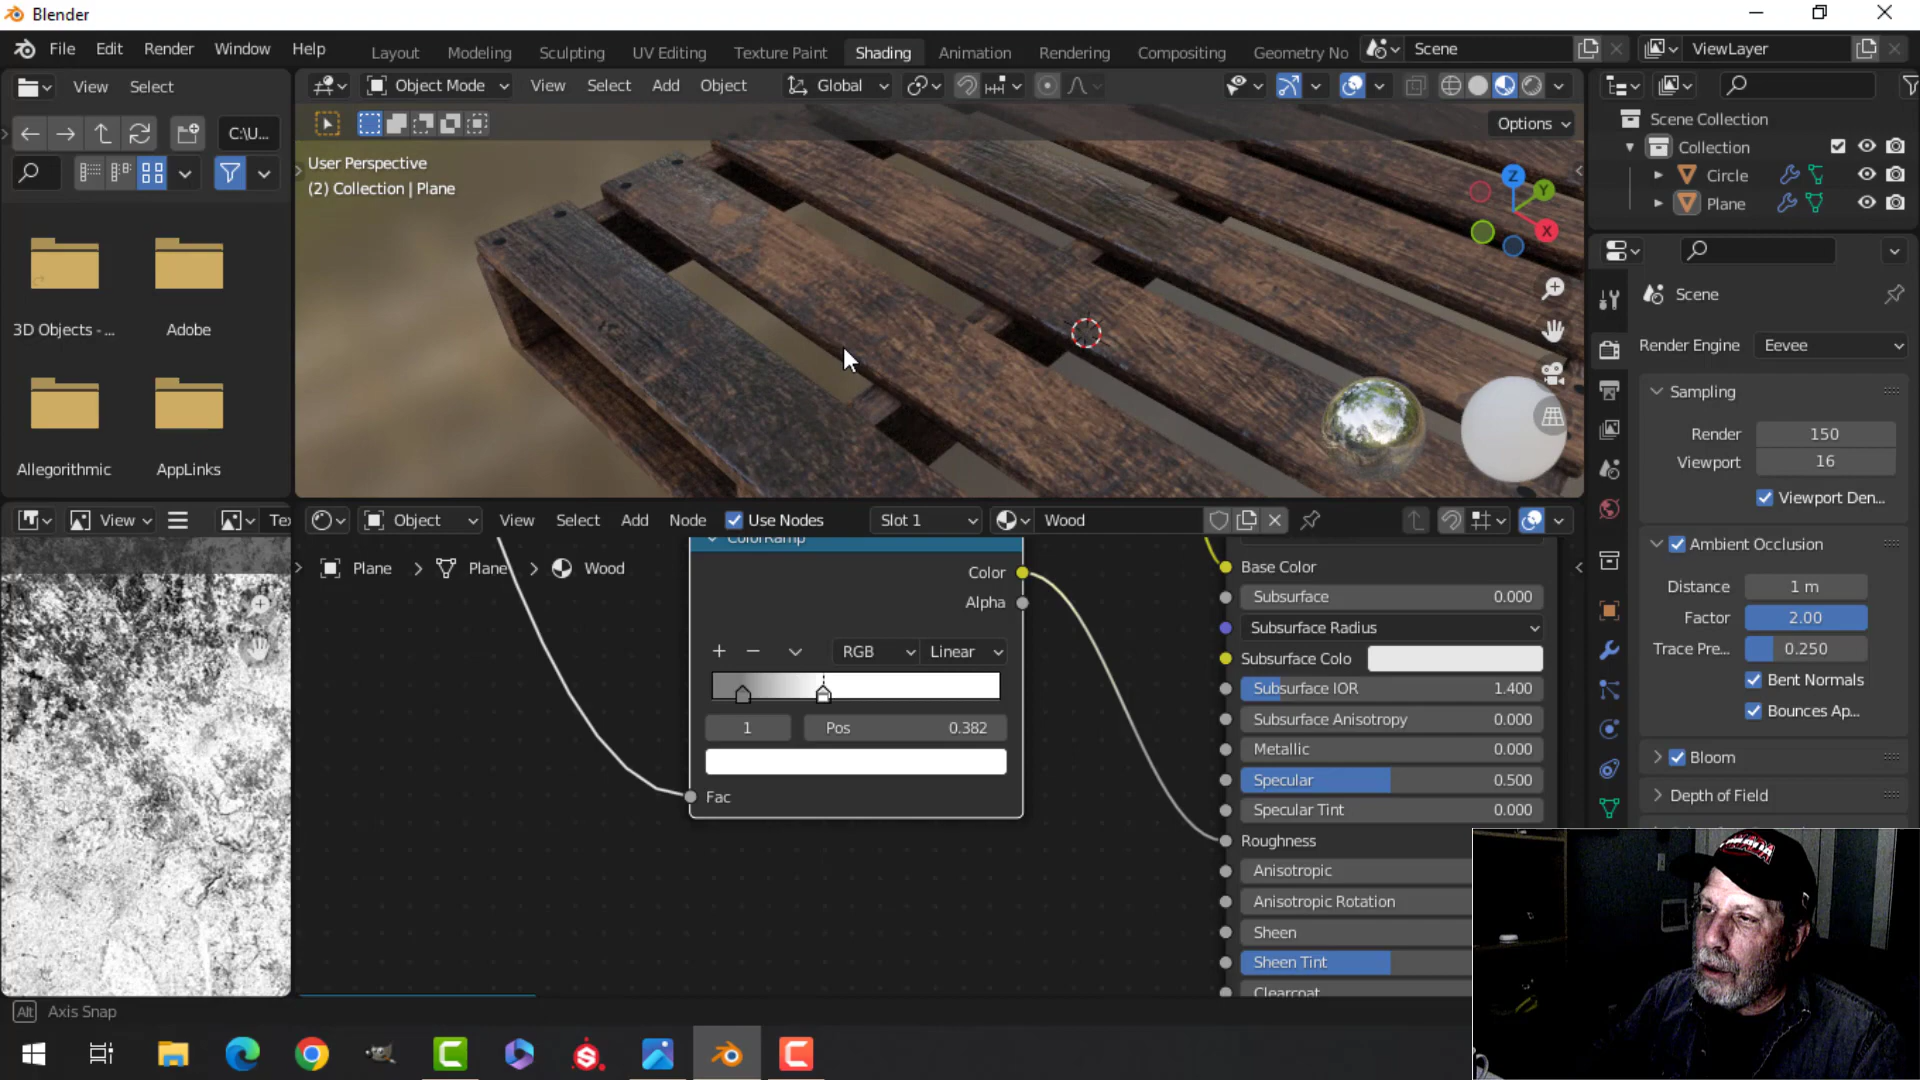 Blender
File Edit Render Window Help
Layout Modeling Sculpting UV Editing Texture Paint Shading Animation Rendering Compositing Geometry No
Scene
ViewLayer
View Select
Object Mode View Select Add Object Global
C:\U...
Options
User Perspective
(2) Collection | Plane
Z
Y
X
3D Objects - ...
Adobe
Allegorithmic
AppLinks
Scene Collection
Collection
Circle
Plane
Scene
Render Engine Eevee
Sampling
Render 150
Viewport 16
Viewport Den...
Ambient Occlusion
Distance 1 m
Factor 2.00
Trace Pre... 0.250
Bent Normals
Bounces Ap...
Bloom
Depth of Field
View
Te
Object View Select Add Node Use Nodes Slot 1 Wood
Plane > Plane > Wood
ColorRamp
Color
Alpha
RGB Linear
1 Pos 0.382
Fac
Base Color
Subsurface 0.000
Subsurface Radius
Subsurface Colo
Subsurface IOR 1.400
Subsurface Anisotropy 0.000
Metallic 0.000
Specular 0.500
Specular Tint 0.000
Roughness
Anisotropic
Anisotropic Rotation
Sheen
Sheen Tint
Clearcoat
Alt Axis Snap